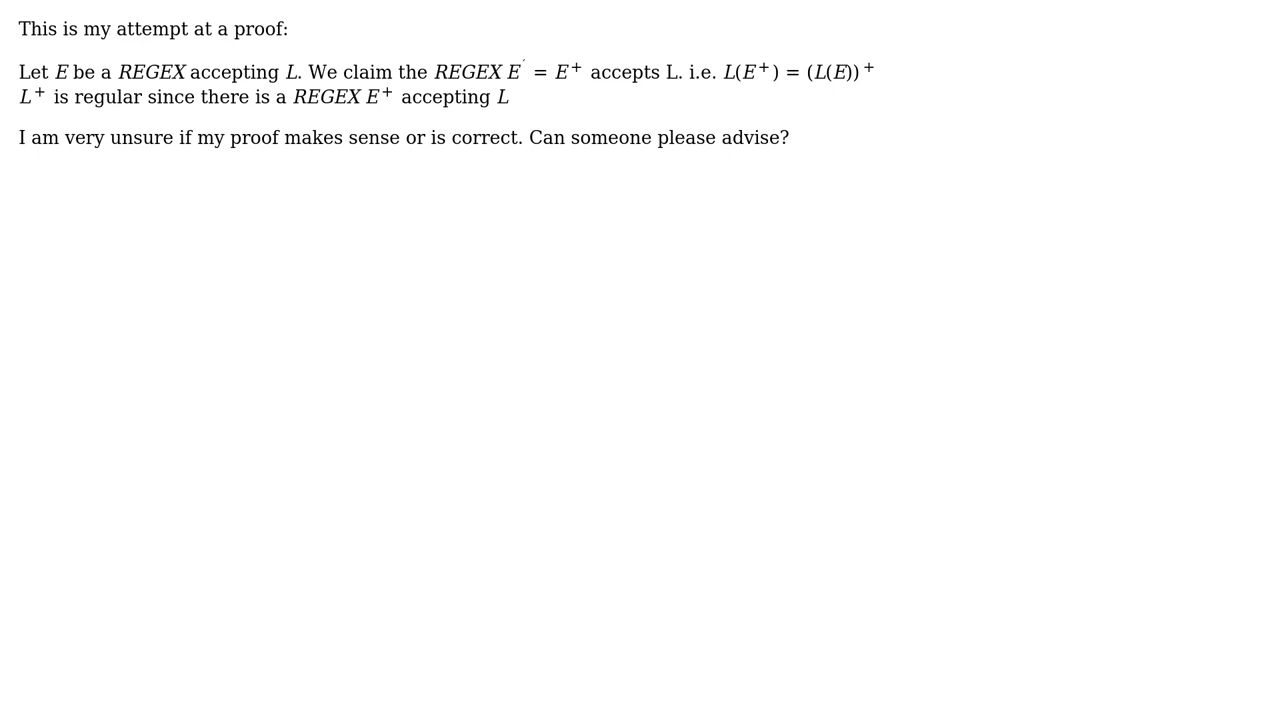 This is my attempt at a proof:
Let E be a REGEX accepting L. We claim the REGEX E′ = E⁺ accepts L. i.e. L(E⁺) = (L(E))⁺
L⁺ is regular since there is a REGEX E⁺ accepting L
I am very unsure if my proof makes sense or is correct. Can someone please advise?